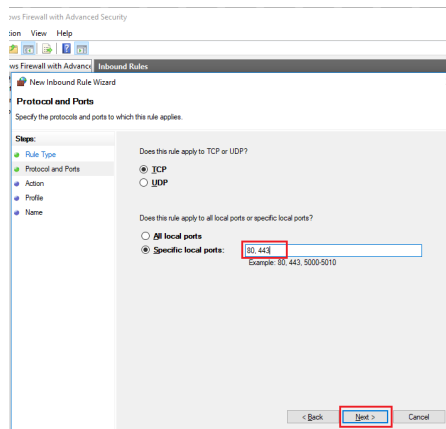 ows Firewall with Advanced Security
tion View Help
ws Firewall with Advance Inbound Rules
New Inbound Rule Wizard
Protocol and Ports
Specify the protocols and ports to which this rule applies.
Steps:
Rule Type
Protocol and Ports
Action
Profile
Name
Does this rule apply to TCP or UDP?
TCP
UDP
Does this rule apply to all local ports or specific local ports?
All local ports
Specific local ports: 80, 443
Example: 80, 443, 5000-5010
< Back Next > Cancel